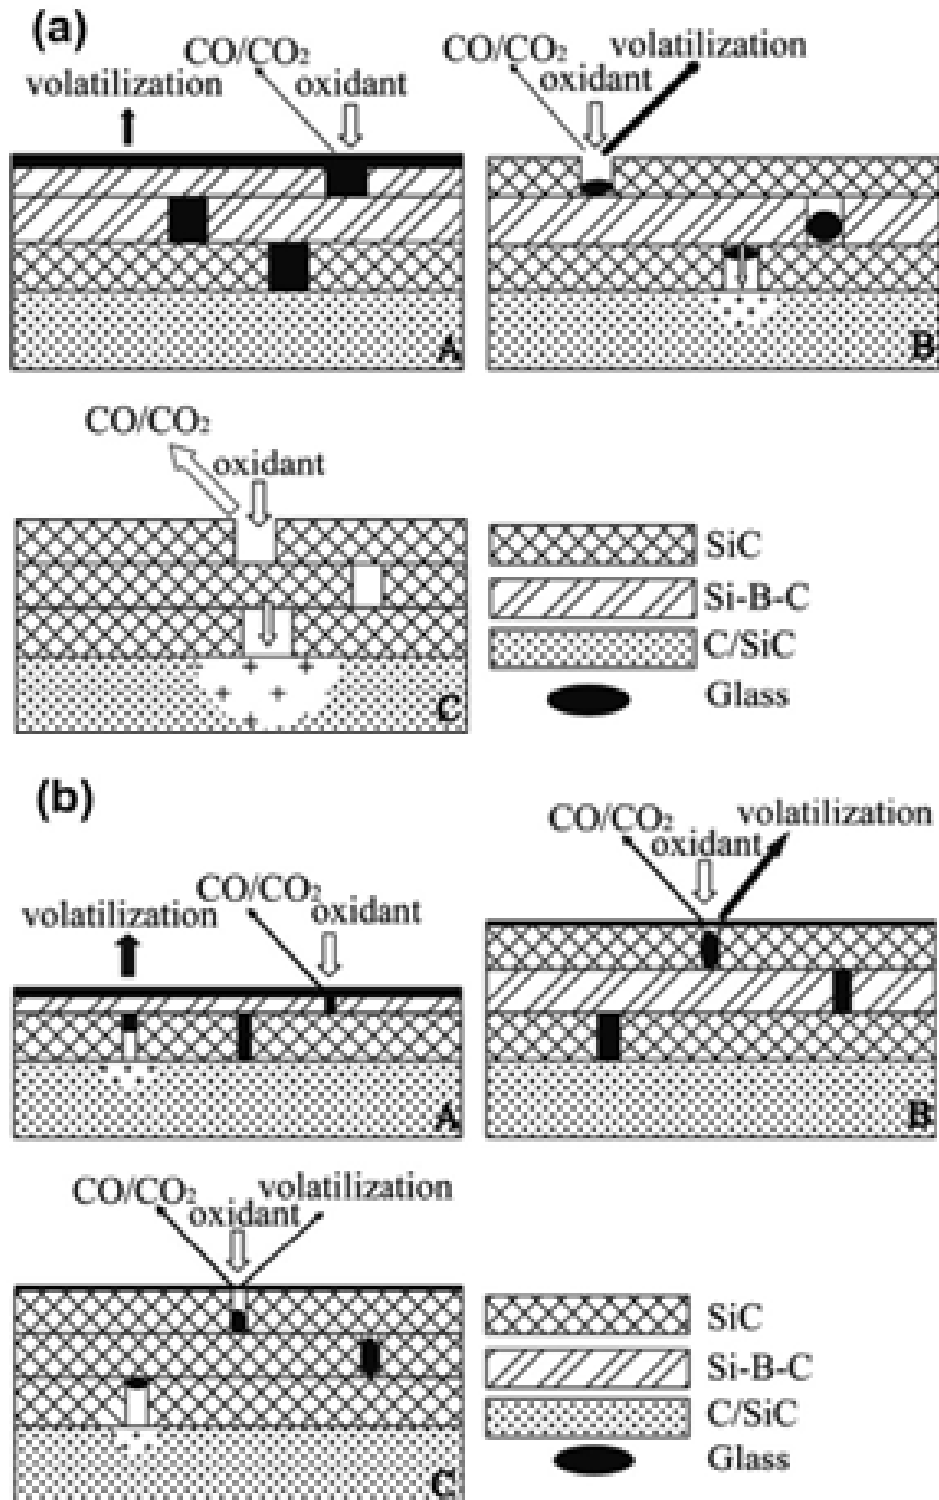 (a)
CO/CO2
volatilization
oxidant
A
CO/CO2
volatilization
oxidant
B
CO/CO2
oxidant
C
SiC
Si-B-C
C/SiC
Glass
(b)
CO/CO2
volatilization
oxidant
A
CO/CO2
volatilization
oxidant
B
CO/CO2
volatilization
oxidant
C
SiC
Si-B-C
C/SiC
Glass